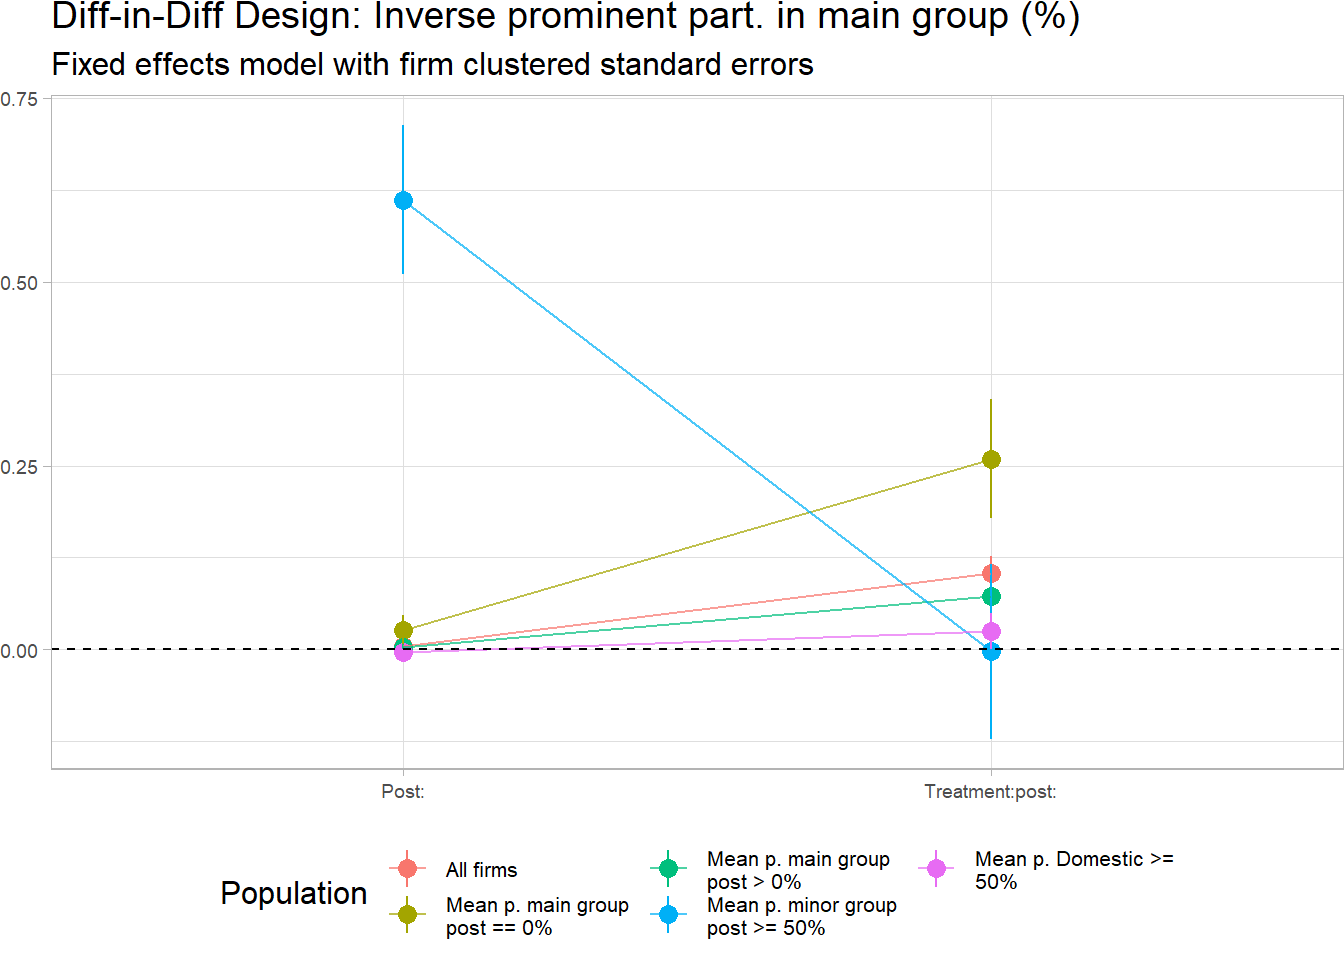 Diff-in-Diff Design: Inverse prominent part. in main group (%)
Fixed effects model with firm clustered standard errors
0.75
0.50
0.25
0.00
Post:
Treatment:post:
Population
All firms
Mean p. main group
post == 0%
Mean p. main group
post > 0%
Mean p. minor group
post >= 50%
Mean p. Domestic >=
50%